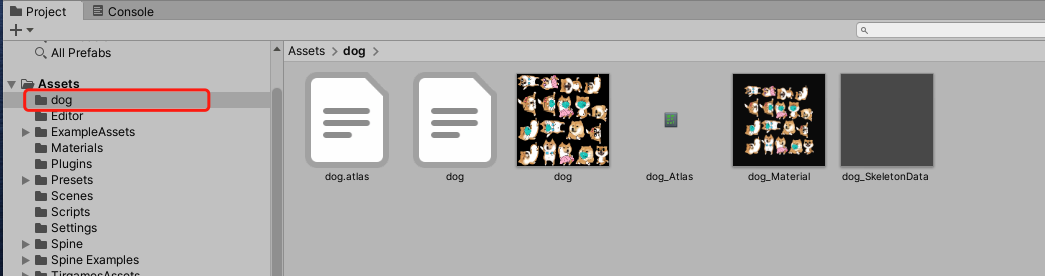 Project
Console
All Prefabs
Assets
dog
Editor
ExampleAssets
Materials
Plugins
Presets
Scenes
Scripts
Settings
Spine
Spine Examples
TirgamesAssets
Assets > dog >
dog.atlas
dog
dog
dog_Atlas
dog_Material
dog_SkeletonData